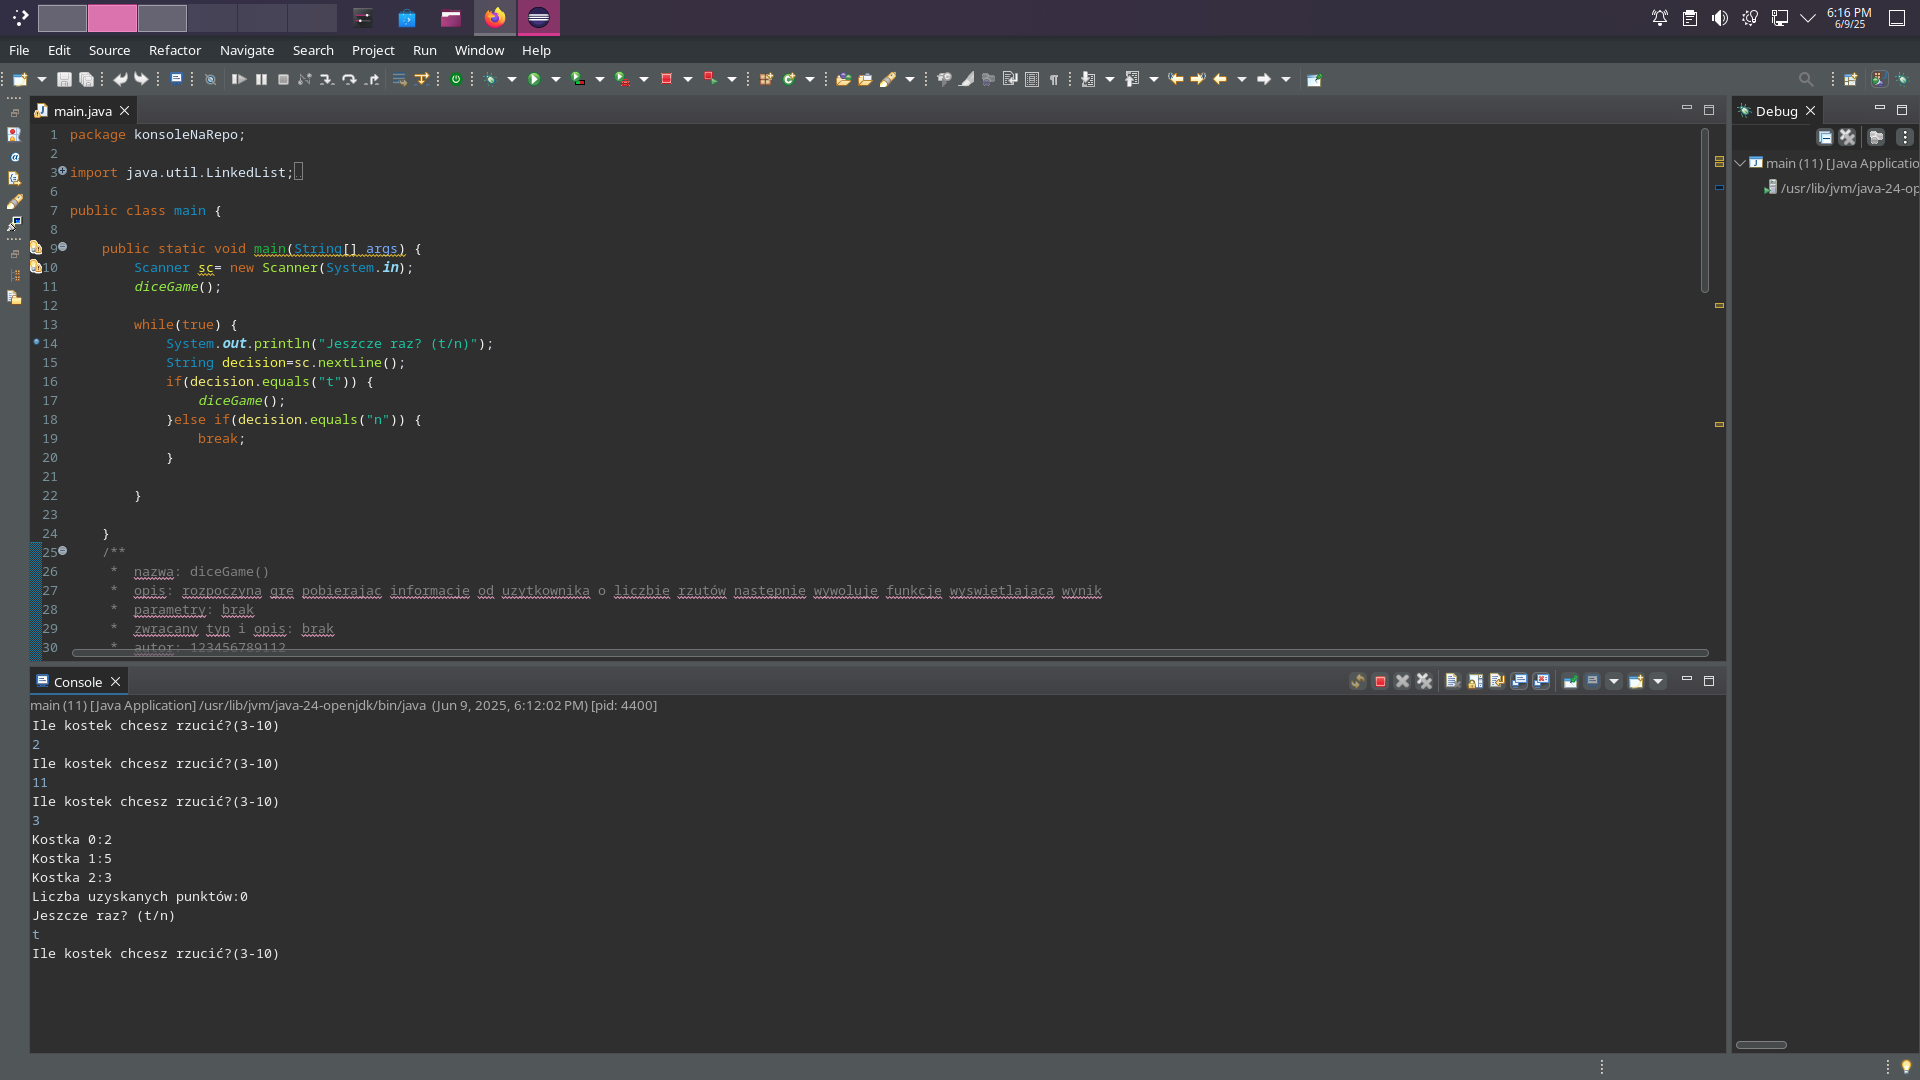 6:16 PM
6/9/25
File Edit Source Refactor Navigate Search Project Run Window Help
main.java
1 package konsoleNaRepo;
2
3 import java.util.LinkedList;
6
7 public class main {
8
9 public static void main(String[] args) {
10 Scanner sc= new Scanner(System.in);
11 diceGame();
12
13 while(true) {
14 System.out.println("Jeszcze raz? (t/n)");
15 String decision=sc.nextLine();
16 if(decision.equals("t")) {
17 diceGame();
18 }else if(decision.equals("n")) {
19 break;
20 }
21
22 }
23
24 }
25 /**
26 * nazwa: diceGame()
27 * opis: rozpoczyna gre pobierajac informacje od uzytkownika o liczbie rzutów nastepnie wywoluje funkcje wyswietlajaca wynik
28 * parametry: brak
29 * zwracany typ i opis: brak
30 * autor: 123456789112
Debug
main (11) [Java Applicatio
/usr/lib/jvm/java-24-op
Console
main (11) [Java Application] /usr/lib/jvm/java-24-openjdk/bin/java (Jun 9, 2025, 6:12:02 PM) [pid: 4400]
Ile kostek chcesz rzucić?(3-10)
2
Ile kostek chcesz rzucić?(3-10)
11
Ile kostek chcesz rzucić?(3-10)
3
Kostka 0:2
Kostka 1:5
Kostka 2:3
Liczba uzyskanych punktów:0
Jeszcze raz? (t/n)
t
Ile kostek chcesz rzucić?(3-10)